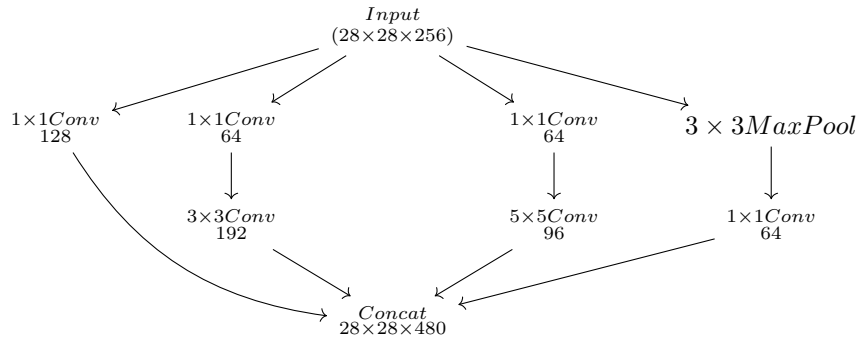 Input
(28×28×256)
1×1Conv
128
1×1Conv
64
1×1Conv
64
3 × 3MaxPool
3×3Conv
192
5×5Conv
96
1×1Conv
64
Concat
28×28×480